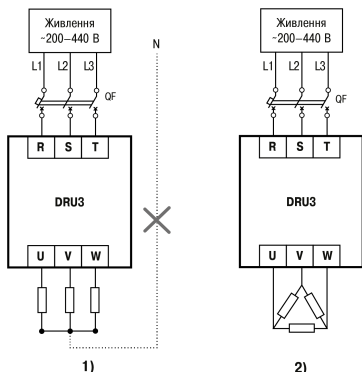 Живлення
~200–440 В
N
L1 L2 L3
QF
R S T
DRU3
U V W
1)
Живлення
~200–440 В
L1 L2 L3
QF
R S T
DRU3
U V W
2)